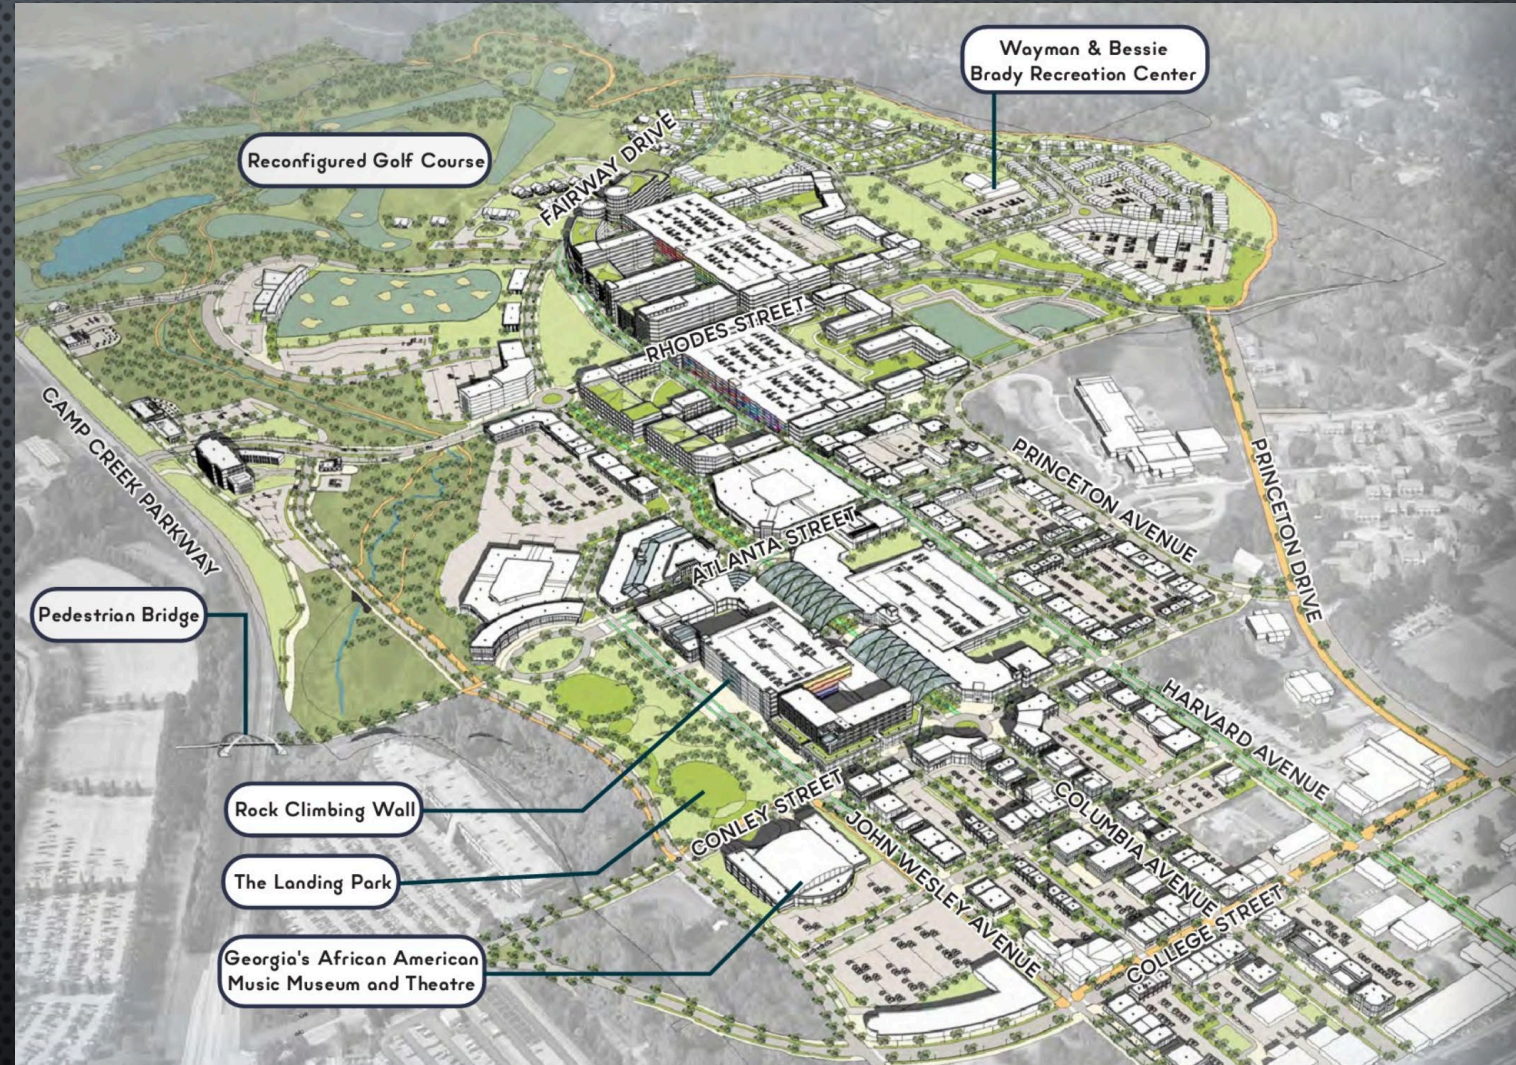 Wayman & Bessie
Brady Recreation Center
Reconfigured Golf Course
FAIRWAY DRIVE
RHODES STREET
CAMP CREEK PARKWAY
PRINCETON AVENUE
PRINCETON DRIVE
ATLANTA STREET
Pedestrian Bridge
HARVARD AVENUE
Rock Climbing Wall
CONLEY STREET
COLUMBIA AVENUE
JOHN WESLEY AVENUE
The Landing Park
COLLEGE STREET
Georgia's African American
Music Museum and Theatre